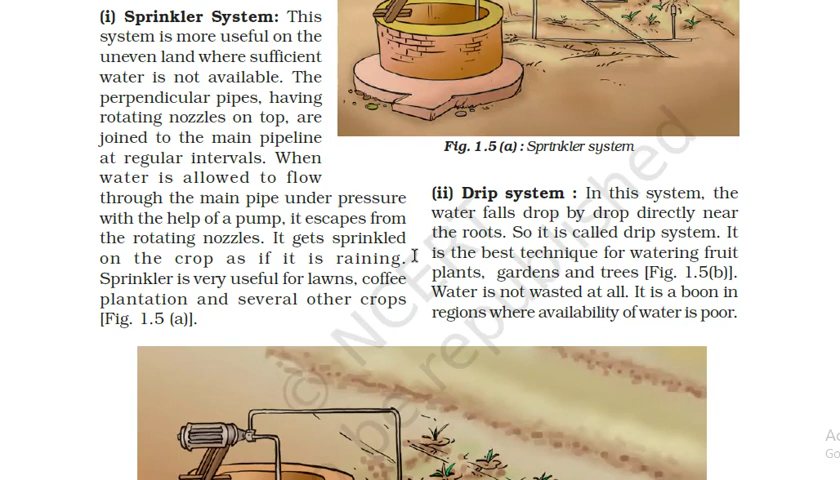 (i) Sprinkler System: This
system is more useful on the
uneven land where sufficient
water is not available. The
perpendicular pipes, having
rotating nozzles on top, are
joined to the main pipeline
at regular intervals. When
water is allowed to flow
through the main pipe under pressure
with the help of a pump, it escapes from
the rotating nozzles. It gets sprinkled
on the crop as if it is raining.
Sprinkler is very useful for lawns, coffee
plantation and several other crops
[Fig. 1.5 (a)].
Fig. 1.5 (a) : Sprinkler system
(ii) Drip system : In this system, the
water falls drop by drop directly near
the roots. So it is called drip system. It
is the best technique for watering fruit
plants, gardens and trees [Fig. 1.5(b)].
Water is not wasted at all. It is a boon in
regions where availability of water is poor.
© NCERT
be republished